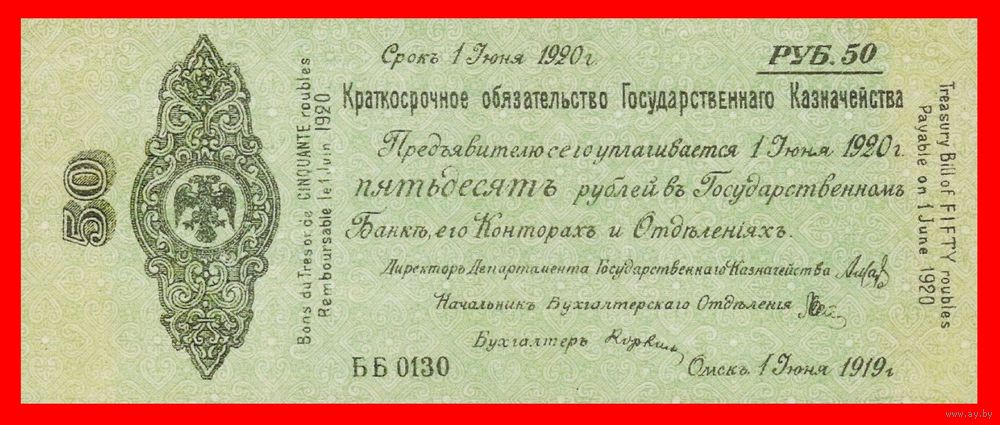 50
Bons du Tresor de CINQUANTE roubles
Remboursable le 1 Juin 1920
Срокъ 1 Іюня 1920 г.
РУБ. 50
Краткосрочное обязательство Государственнаго Казначейства
Предъявителю сего уплачивается 1 Іюня 1920 г.
пятьдесятъ рублей въ Государственномъ
Банкѣ, его Конторахъ и Отдѣленіяхъ.
Директоръ Департамента Государственнаго Казначейства
Начальникъ Бухгалтерскаго Отдѣленія
Бухгалтеръ
ББ 0130
Омскъ 1 Іюня 1919 г.
Treasury Bill of FIFTY roubles
Payable on 1 June 1920
www.ay.by